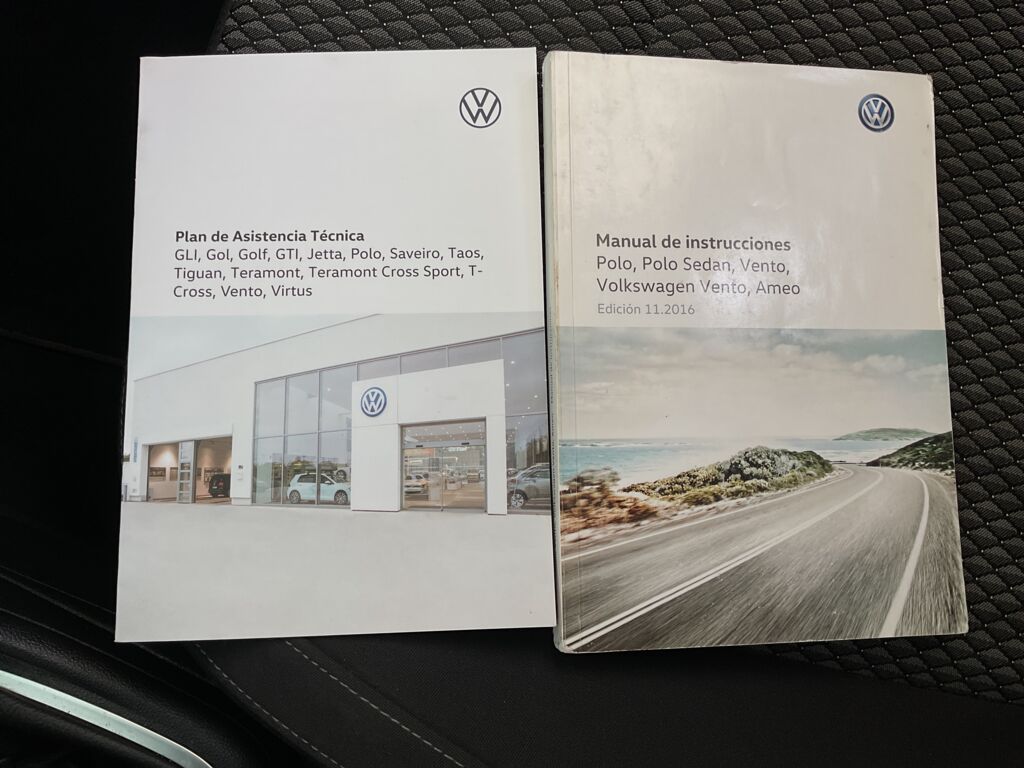 Plan de Asistencia Técnica
GLI, Gol, Golf, GTI, Jetta, Polo, Saveiro, Taos,
Tiguan, Teramont, Teramont Cross Sport, T-
Cross, Vento, Virtus
Manual de instrucciones
Polo, Polo Sedan, Vento,
Volkswagen Vento, Ameo
Edición 11.2016